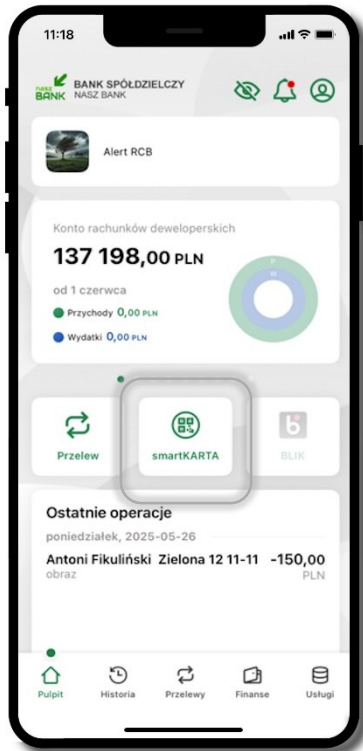 11:18
nasz BANK
BANK SPÓŁDZIELCZY
NASZ BANK
Alert RCB
Konto rachunków deweloperskich
137 198,00 PLN
od 1 czerwca
Przychody 0,00 PLN
Wydatki 0,00 PLN
P
W
Przelew
smartKARTA
BLIK
Ostatnie operacje
poniedziałek, 2025-05-26
Antoni Fikuliński Zielona 12 11-11 -150,00
obraz PLN
Pulpit Historia Przelewy Finanse Usługi